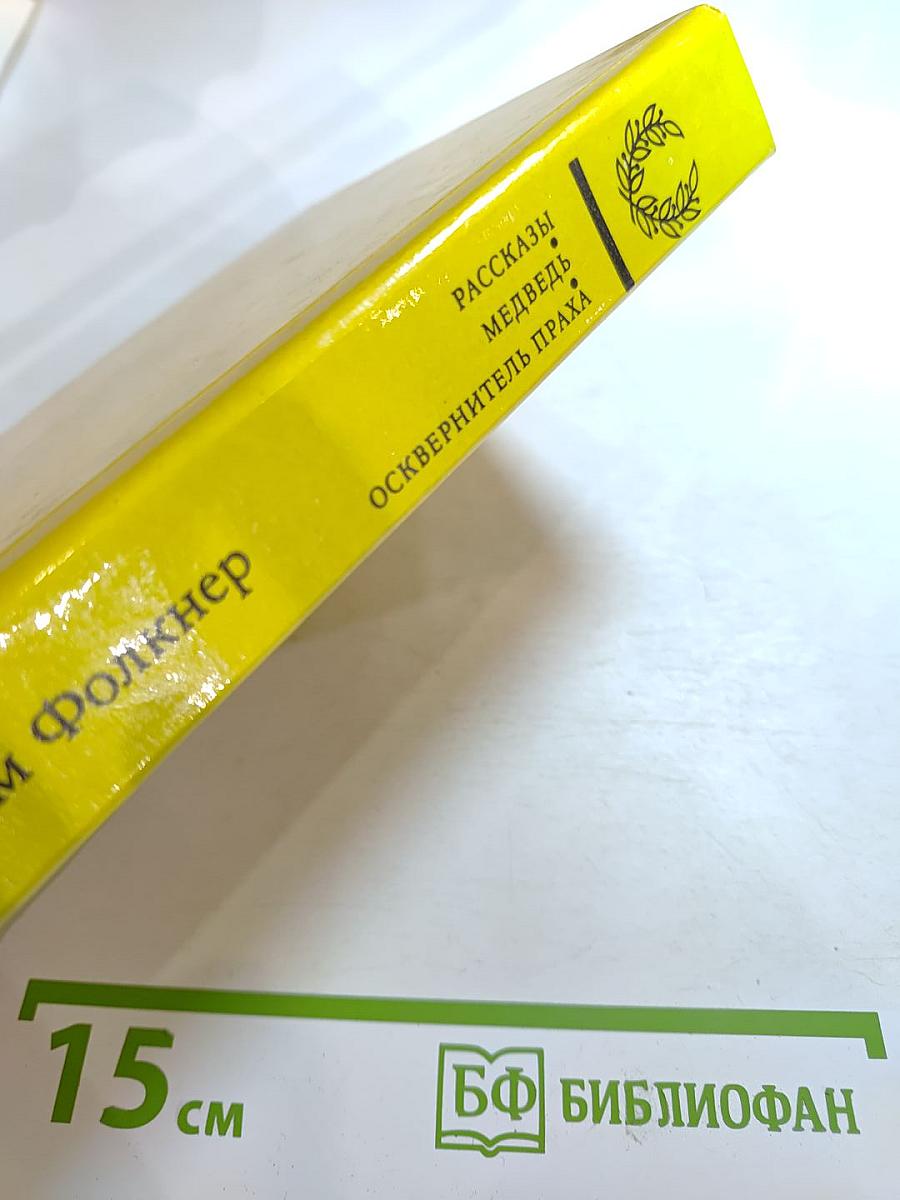 РАССКАЗЫ
•
МЕДВЕДЬ
•
ОСКВЕРНИТЕЛЬ ПРАХА
м Фолкнер
15 см
БФ БИБЛИОФАН